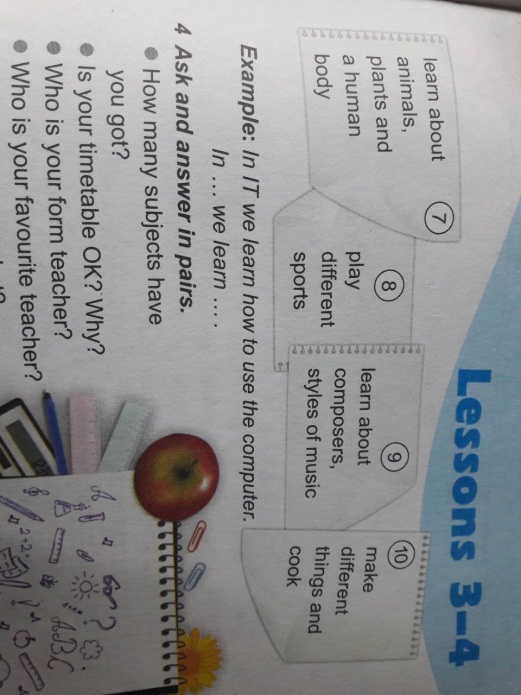 Lessons 3–4
7
learn about
animals,
plants and
a human
body
8
play
different
sports
9
learn about
composers,
styles of music
10
make
different
things and
cook
Example: In IT we learn how to use the computer.
In ... we learn ... .
4 Ask and answer in pairs.
● How many subjects have
you got?
● Is your timetable OK? Why?
● Who is your form teacher?
● Who is your favourite teacher?
A
2+2=
ABC